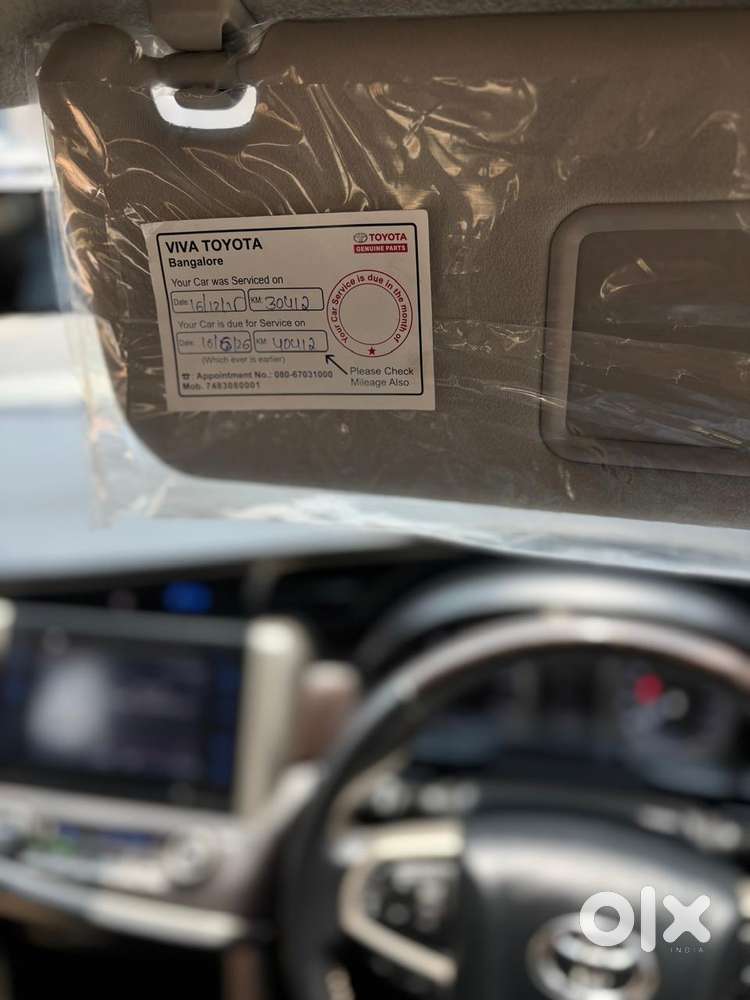 VIVA TOYOTA
Bangalore
TOYOTA
GENUINE PARTS
Your Car was Serviced on
Date: 16/12/25 KM: 30412
Your Car is due for Service on
Date: 16/6/26 KM: 40412
(Which ever is earlier)
☎: Appointment No.: 080-67031000
Mob. 7483080001
Your Car Service is due in the month of
Please Check
Mileage Also
olx
INDIA